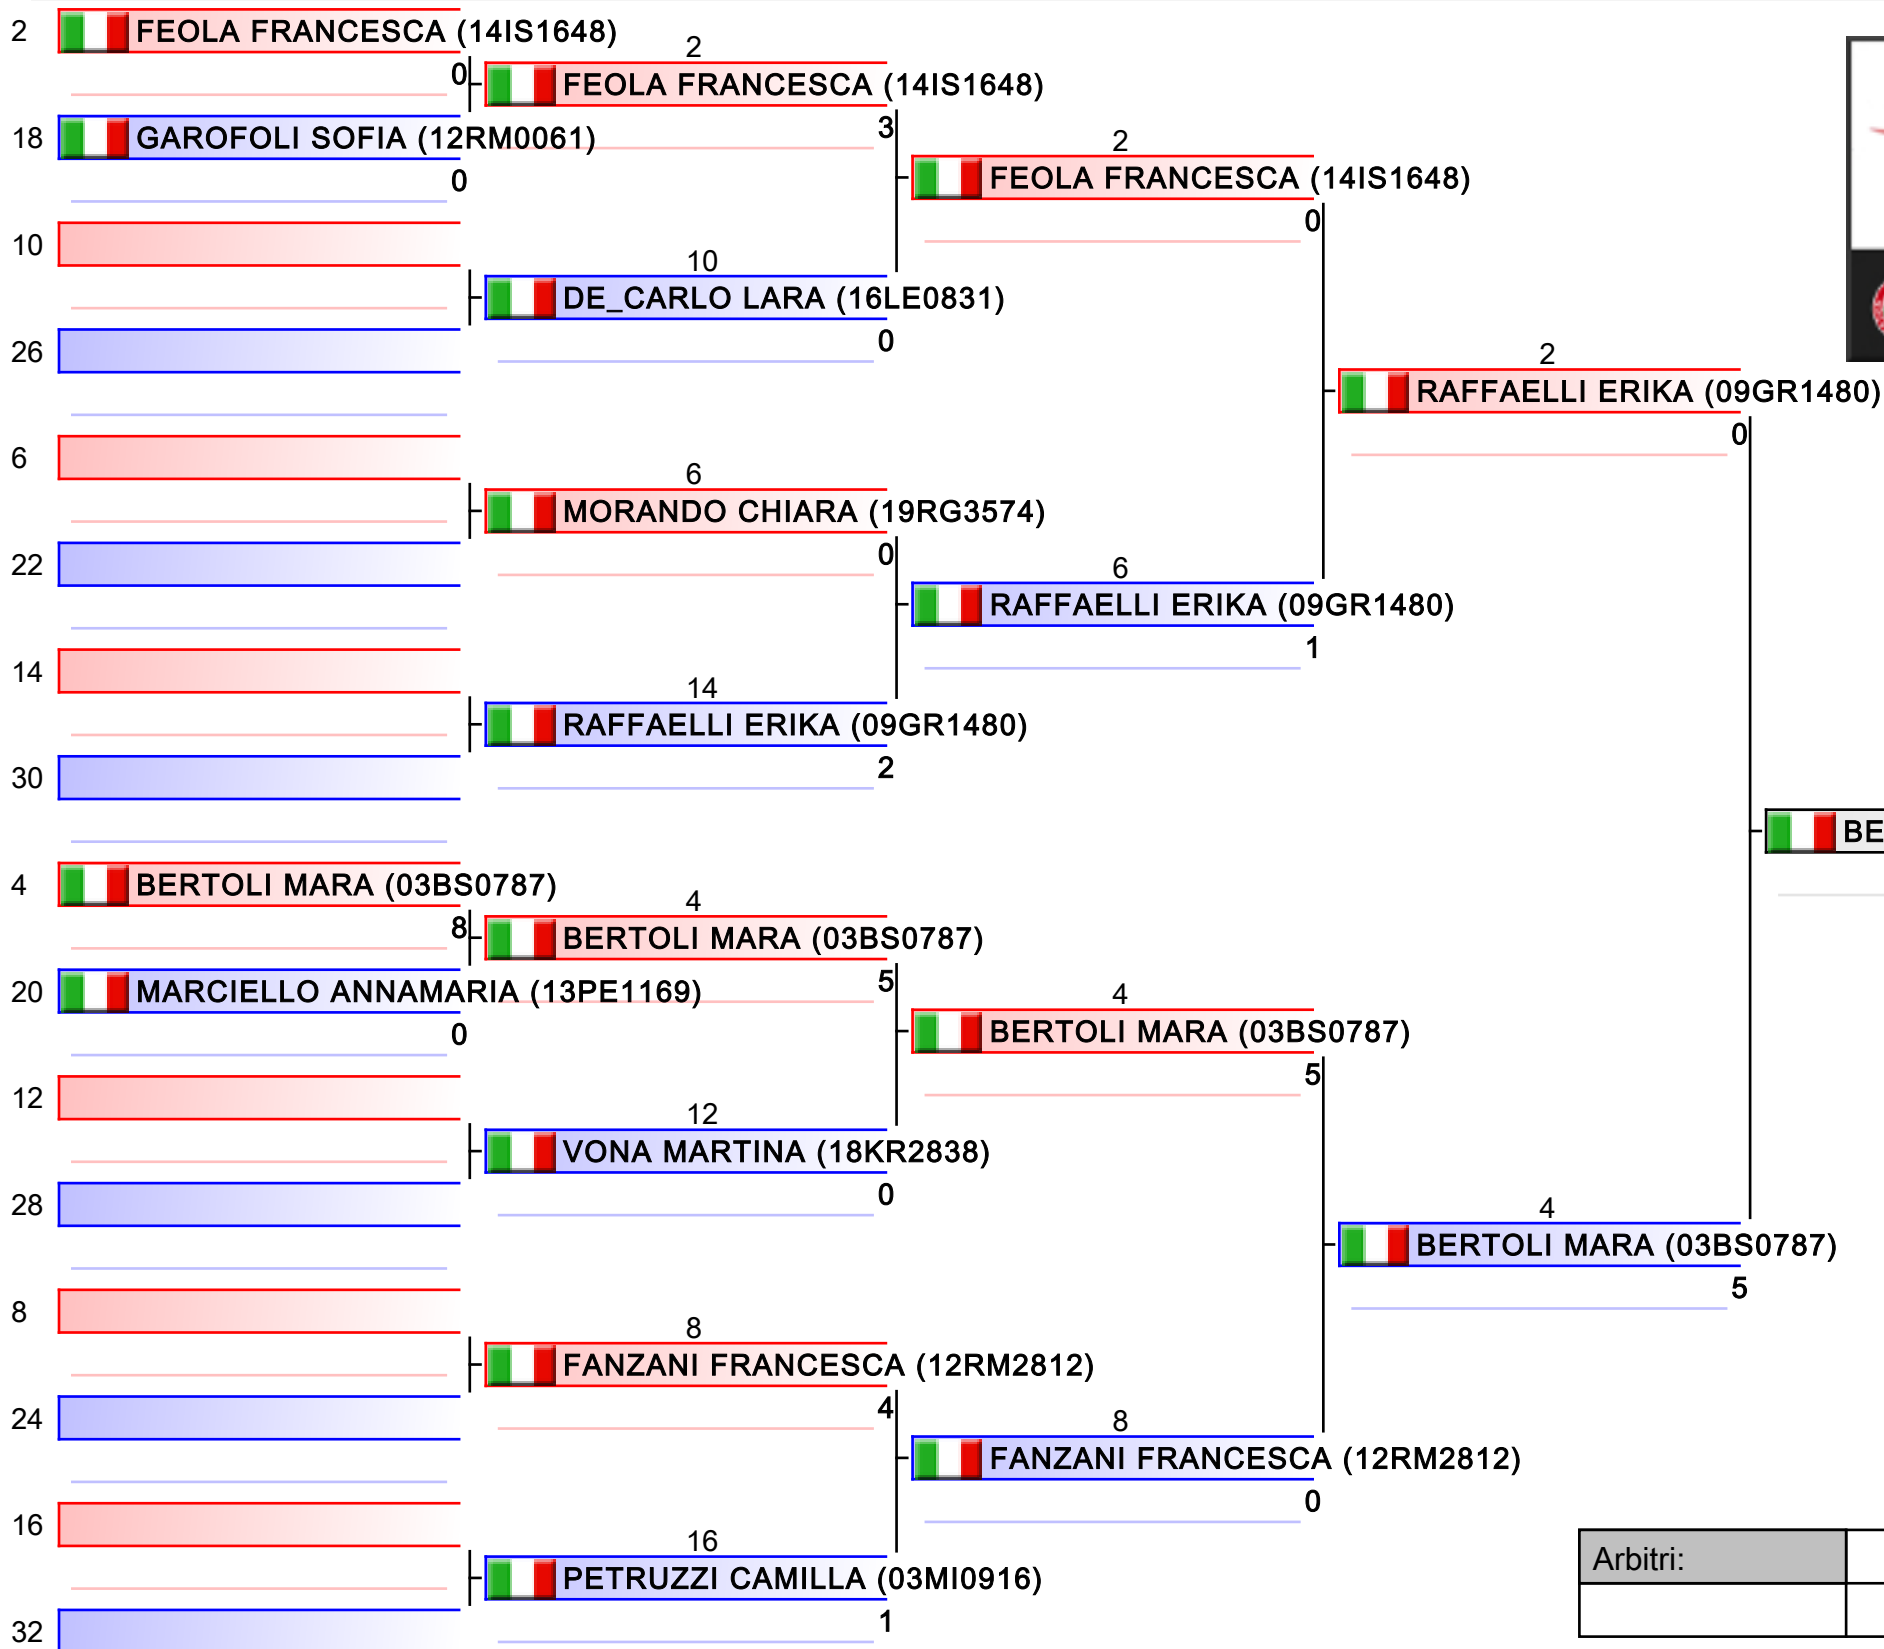 2 FEOLA FRANCESCA (14IS1648)
0
18 GAROFOLI SOFIA (12RM0061)
0
10
26
6
22
14
30
4 BERTOLI MARA (03BS0787)
8
20 MARCIELLO ANNAMARIA (13PE1169)
0
12
28
8
24
16
32
2
FEOLA FRANCESCA (14IS1648)
3
10
DE_CARLO LARA (16LE0831)
0
6
MORANDO CHIARA (19RG3574)
0
14
RAFFAELLI ERIKA (09GR1480)
2
4
BERTOLI MARA (03BS0787)
5
12
VONA MARTINA (18KR2838)
0
8
FANZANI FRANCESCA (12RM2812)
4
16
PETRUZZI CAMILLA (03MI0916)
1
2
FEOLA FRANCESCA (14IS1648)
0
6
RAFFAELLI ERIKA (09GR1480)
1
4
BERTOLI MARA (03BS0787)
5
8
FANZANI FRANCESCA (12RM2812)
0
2
RAFFAELLI ERIKA (09GR1480)
0
4
BERTOLI MARA (03BS0787)
5
BE
Arbitri: